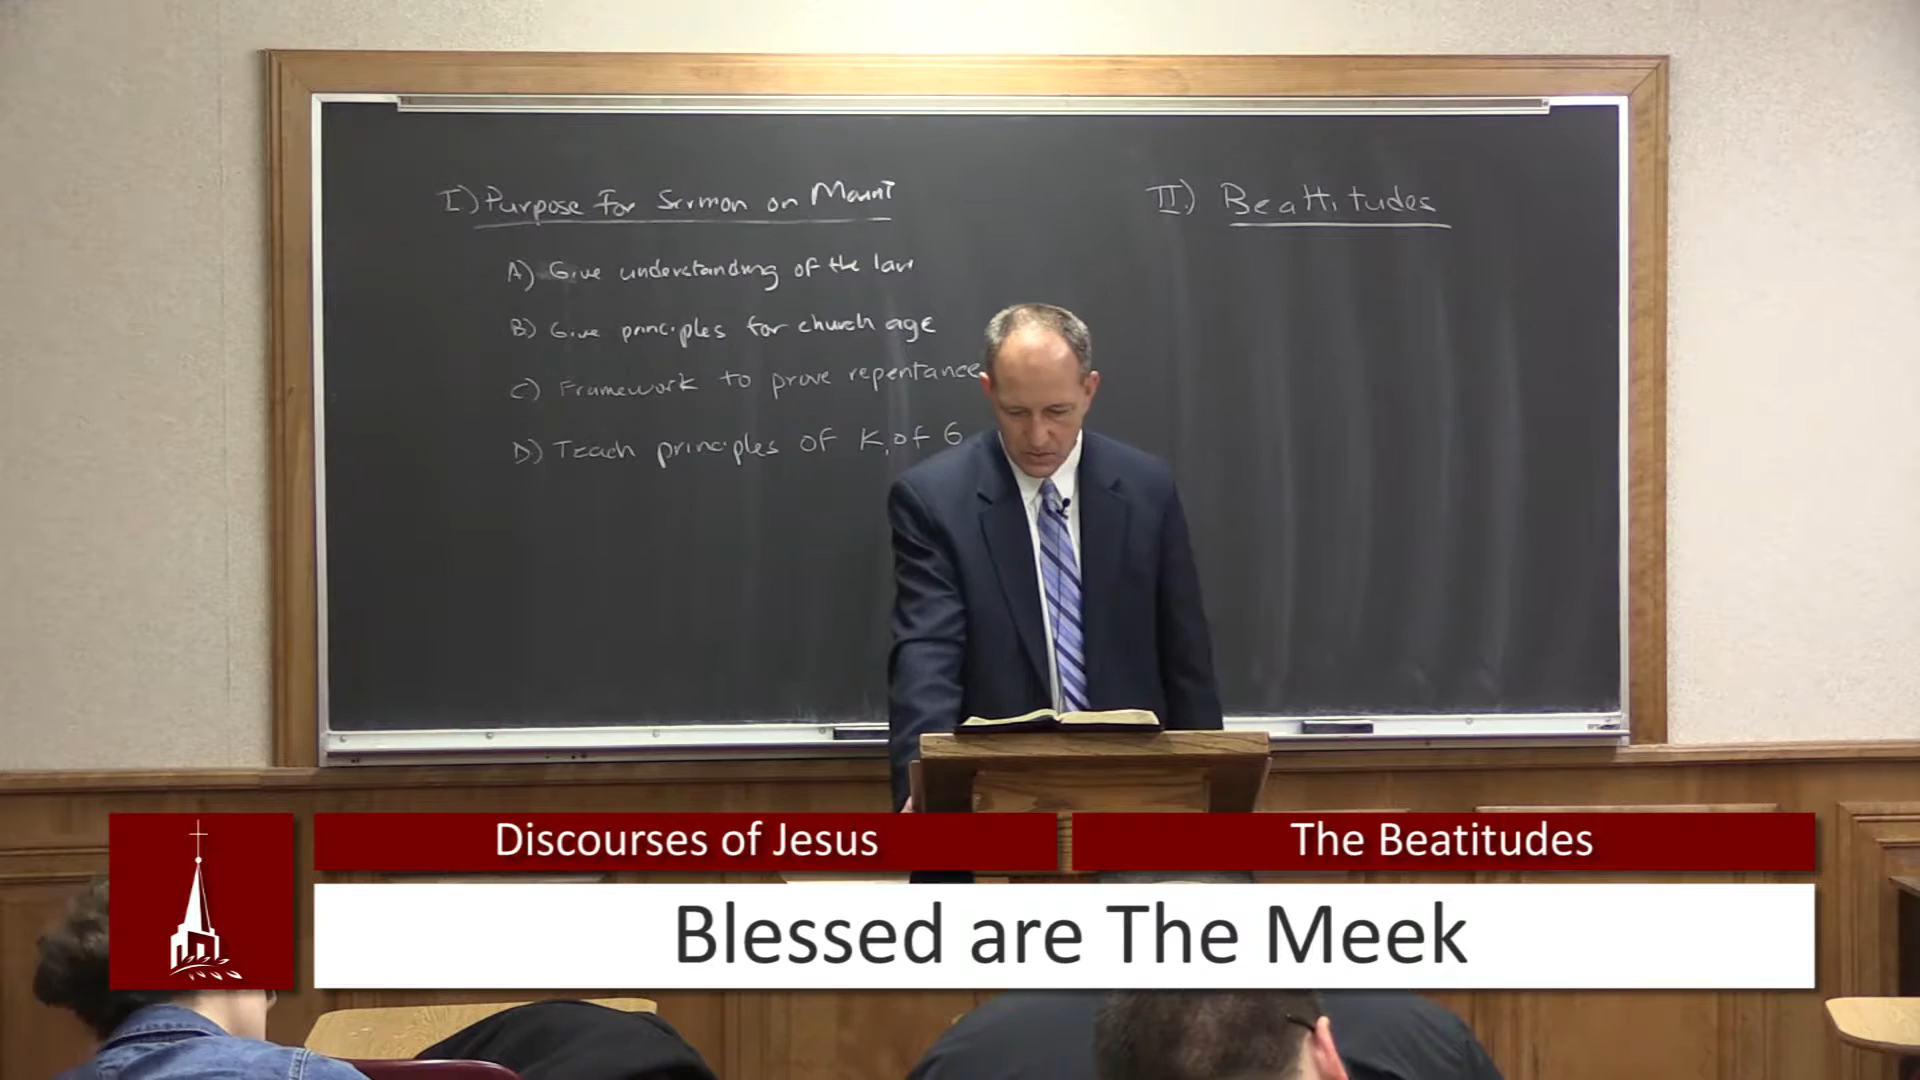 I.) Purpose for Sermon on Mount
A) Give understanding of the law
B) Give principles for church age
C) Framework to prove repentance
D) Teach principles of K. of G
II.) Beattitudes
Discourses of Jesus
The Beatitudes
Blessed are The Meek